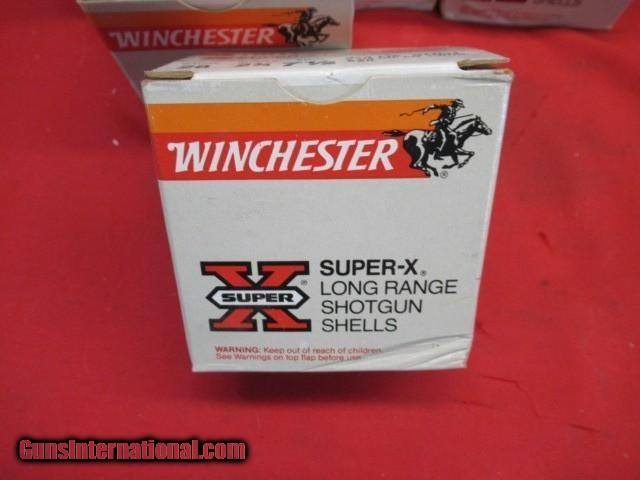 WINCHESTER
SHELLS
WINCHESTER
®
X
SUPER
®
SUPER-X®
LONG RANGE
SHOTGUN
SHELLS
WARNING: Keep out of reach of children.
See Warnings on top flap before use.
GunsInternational.com